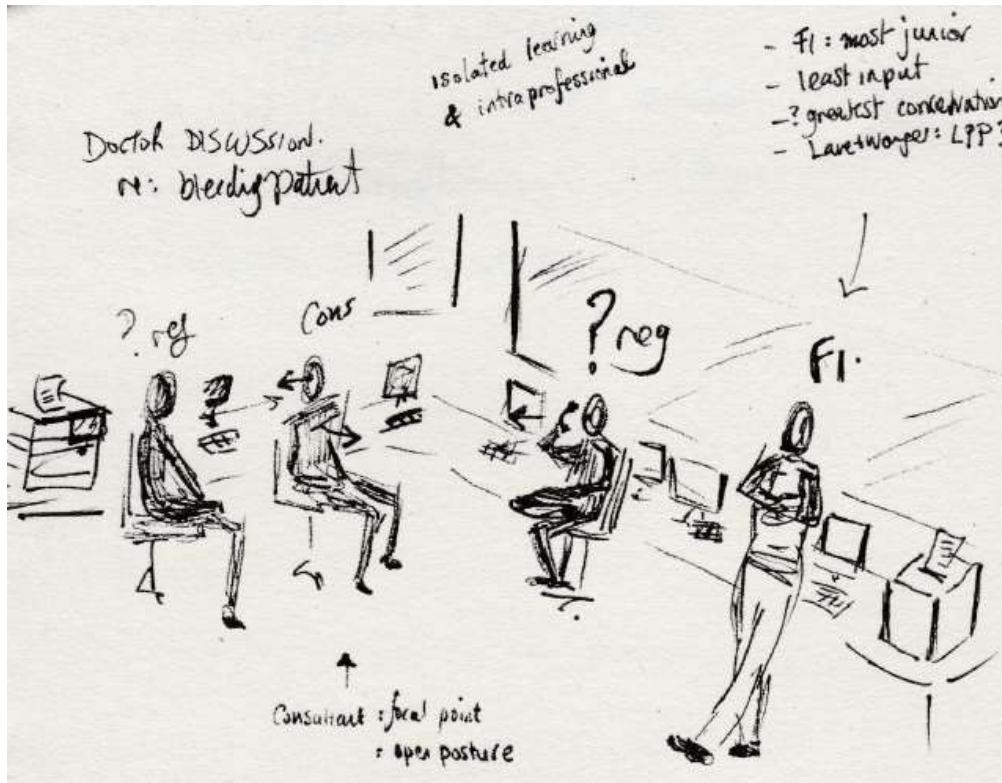 isolated learning
& intraprofessional
- F1: most junior
- least input
-? greatest concentration
- Lave+Wenger: LPP?
Doctor DISCUSSION.
re: bleeding patient
? reg
Cons
? reg
F1.
Consultant : focal point
: open posture